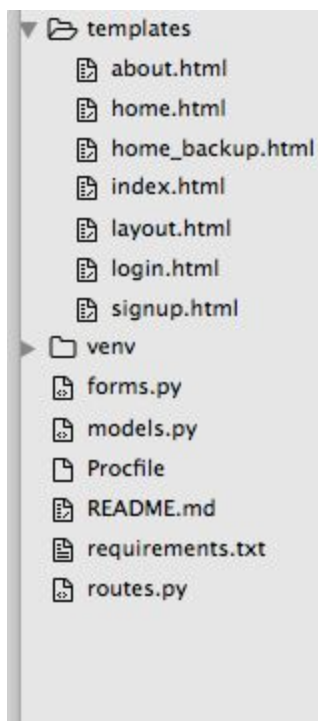 templates
about.html
home.html
home_backup.html
index.html
layout.html
login.html
signup.html
venv
forms.py
models.py
Procfile
README.md
requirements.txt
routes.py